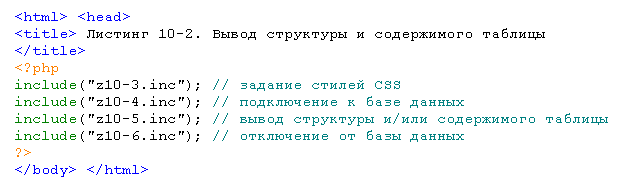 <html> <head>
<title> Листинг 10-2. Вывод структуры и содержимого таблицы
</title>
<?php
include("z10-3.inc"); // задание стилей CSS
include("z10-4.inc"); // подключение к базе данных
include("z10-5.inc"); // вывод структуры и/или содержимого таблицы
include("z10-6.inc"); // отключение от базы данных
?>
</body> </html>